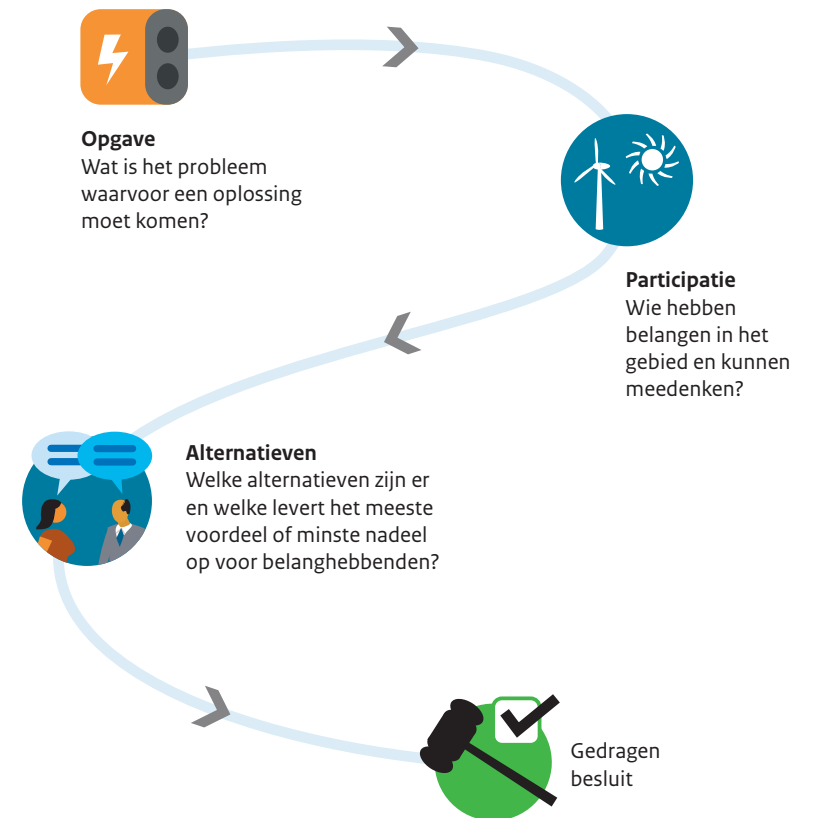 Opgave
Wat is het probleem
waarvoor een oplossing
moet komen?
Participatie
Wie hebben
belangen in het
gebied en kunnen
meedenken?
Alternatieven
Welke alternatieven zijn er
en welke levert het meeste
voordeel of minste nadeel
op voor belanghebbenden?
Gedragen
besluit